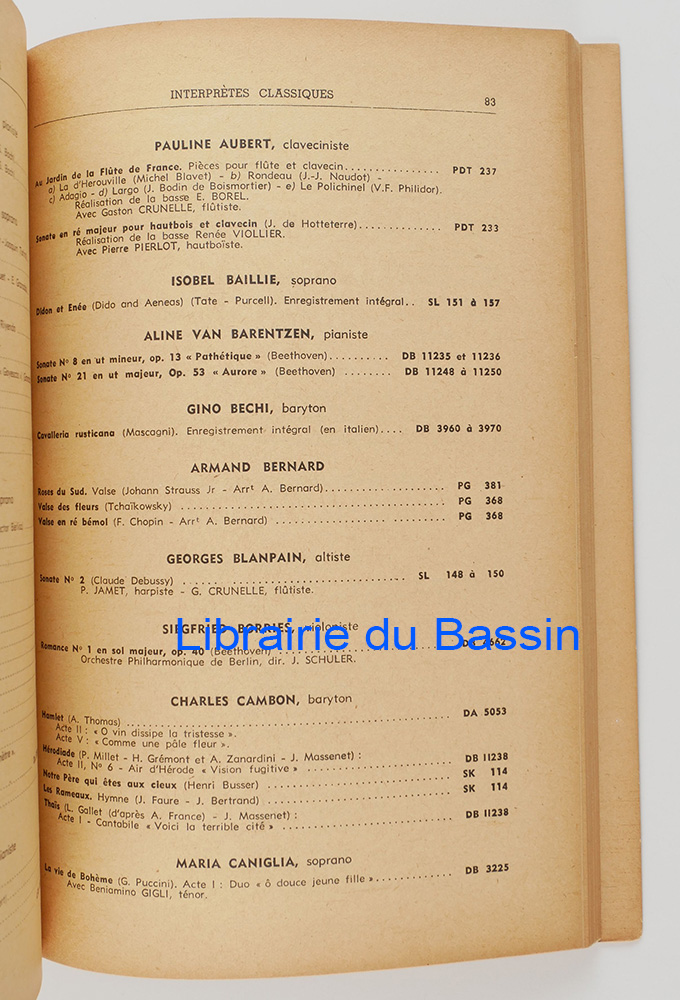 INTERPRÈTES CLASSIQUES 83
PAULINE AUBERT, claveciniste
Au Jardin de la Flûte de France. Pièces pour flûte et clavecin................ PDT 237
a) La d'Herouville (Michel Blavet) - b) Rondeau (J.-J. Naudot) -
c) Adagio - d) Largo (J. Bodin de Boismortier) - e) Le Polichinel (V.F. Philidor).
Réalisation de la basse E. BOREL.
Avec Gaston CRUNELLE, flûtiste.
Sonate en ré majeur pour hautbois et clavecin (J. de Hotteterre).............. PDT 233
Réalisation de la basse Renée VIOLLIER.
Avec Pierre PIERLOT, hautboïste.
ISOBEL BAILLIE, soprano
Didon et Enée (Dido and Aeneas) (Tate - Purcell). Enregistrement intégral.. SL 151 à 157
ALINE VAN BARENTZEN, pianiste
Sonate N° 8 en ut mineur, op. 13 « Pathétique » (Beethoven).......... DB 11235 et 11236
Sonate N° 21 en ut majeur, Op. 53 « Aurore » (Beethoven) ........ DB 11248 à 11250
GINO BECHI, baryton
Cavalleria rusticana (Mascagni). Enregistrement intégral (en italien).... DB 3960 à 3970
ARMAND BERNARD
Roses du Sud. Valse (Johann Strauss Jr - Arrt A. Bernard).................... PG 381
Valse des fleurs (Tchaïkowsky) ............................ PG 368
Valse en ré bémol (F. Chopin - Arrt A. Bernard) ............................ PG 368
GEORGES BLANPAIN, altiste
Sonate N° 2 (Claude Debussy) ............................ SL 148 à 150
P. JAMET, harpiste - G. CRUNELLE, flûtiste.
SIEGFRIED BORRIES, violoniste
Librairie du Bassin
Romance N° 1 en sol majeur, op. 40 (Beethoven)
Orchestre Philharmonique de Berlin, dir. J. SCHÜLER.
CHARLES CAMBON, baryton
Hamlet (A. Thomas) ............................ DA 5053
Acte II : « O vin dissipe la tristesse ».
Acte V : « Comme une pâle fleur ».
Hérodiade (P. Millet - H. Grémont et A. Zanardini - J. Massenet) :
Acte II, N° 6 - Air d'Hérode « Vision fugitive » .................... DB 11238
Notre Père qui êtes aux cieux (Henri Busser) .................... SK 114
Les Rameaux. Hymne (J. Faure - J. Bertrand) .................... SK 114
Thaïs (L. Gallet (d'après A. France) - J. Massenet) :
Acte I - Cantabile « Voici la terrible cité » .................... DB 11238
MARIA CANIGLIA, soprano
La vie de Bohème (G. Puccini). Acte I : Duo « ô douce jeune fille »............ DB 3225
Avec Beniamino GIGLI, ténor.